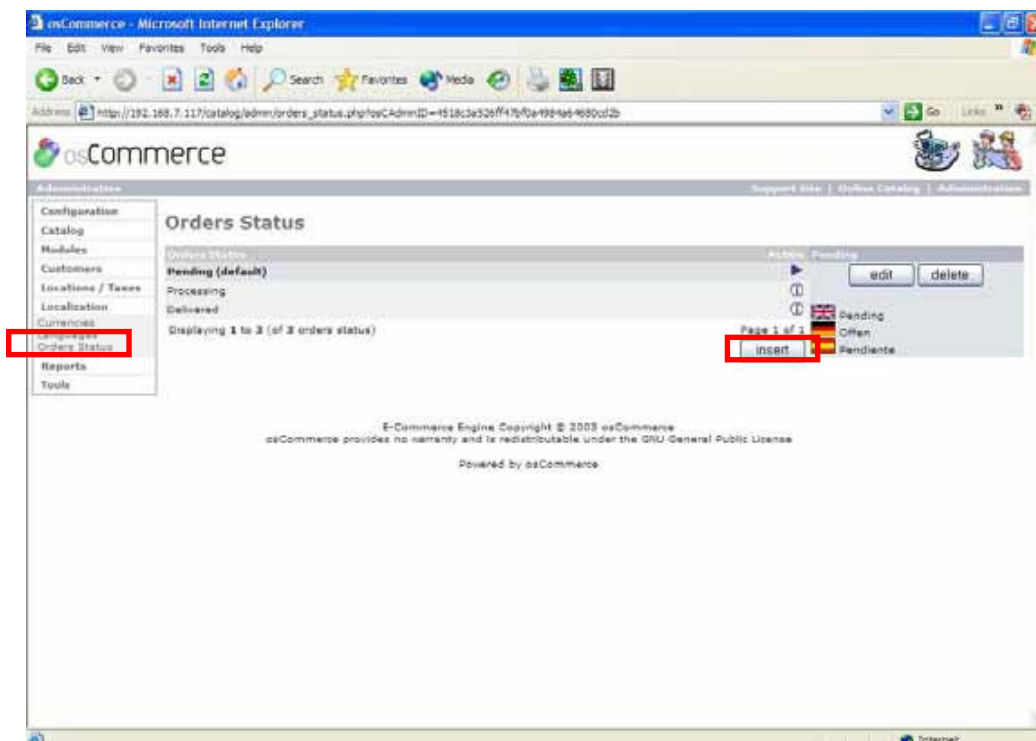 osCommerce - Microsoft Internet Explorer
File Edit View Favorites Tools Help
Back Search Favorites Media
Address Go Links
osCommerce
Administration Support Site | Online Catalog | Administration
Configuration
Catalog
Modules
Customers
Locations / Taxes
Localization
Currencies
Languages
Orders Status
Reports
Tools
Orders Status
Orders Status Action
Pending (default)
Processing
Delivered
Displaying 1 to 3 (of 3 orders status) Page 1 of 1
insert
Pending
edit delete
Pending
Offen
Pendiente
E-Commerce Engine Copyright © 2003 osCommerce
osCommerce provides no warranty and is redistributable under the GNU General Public License
Powered by osCommerce
Internet